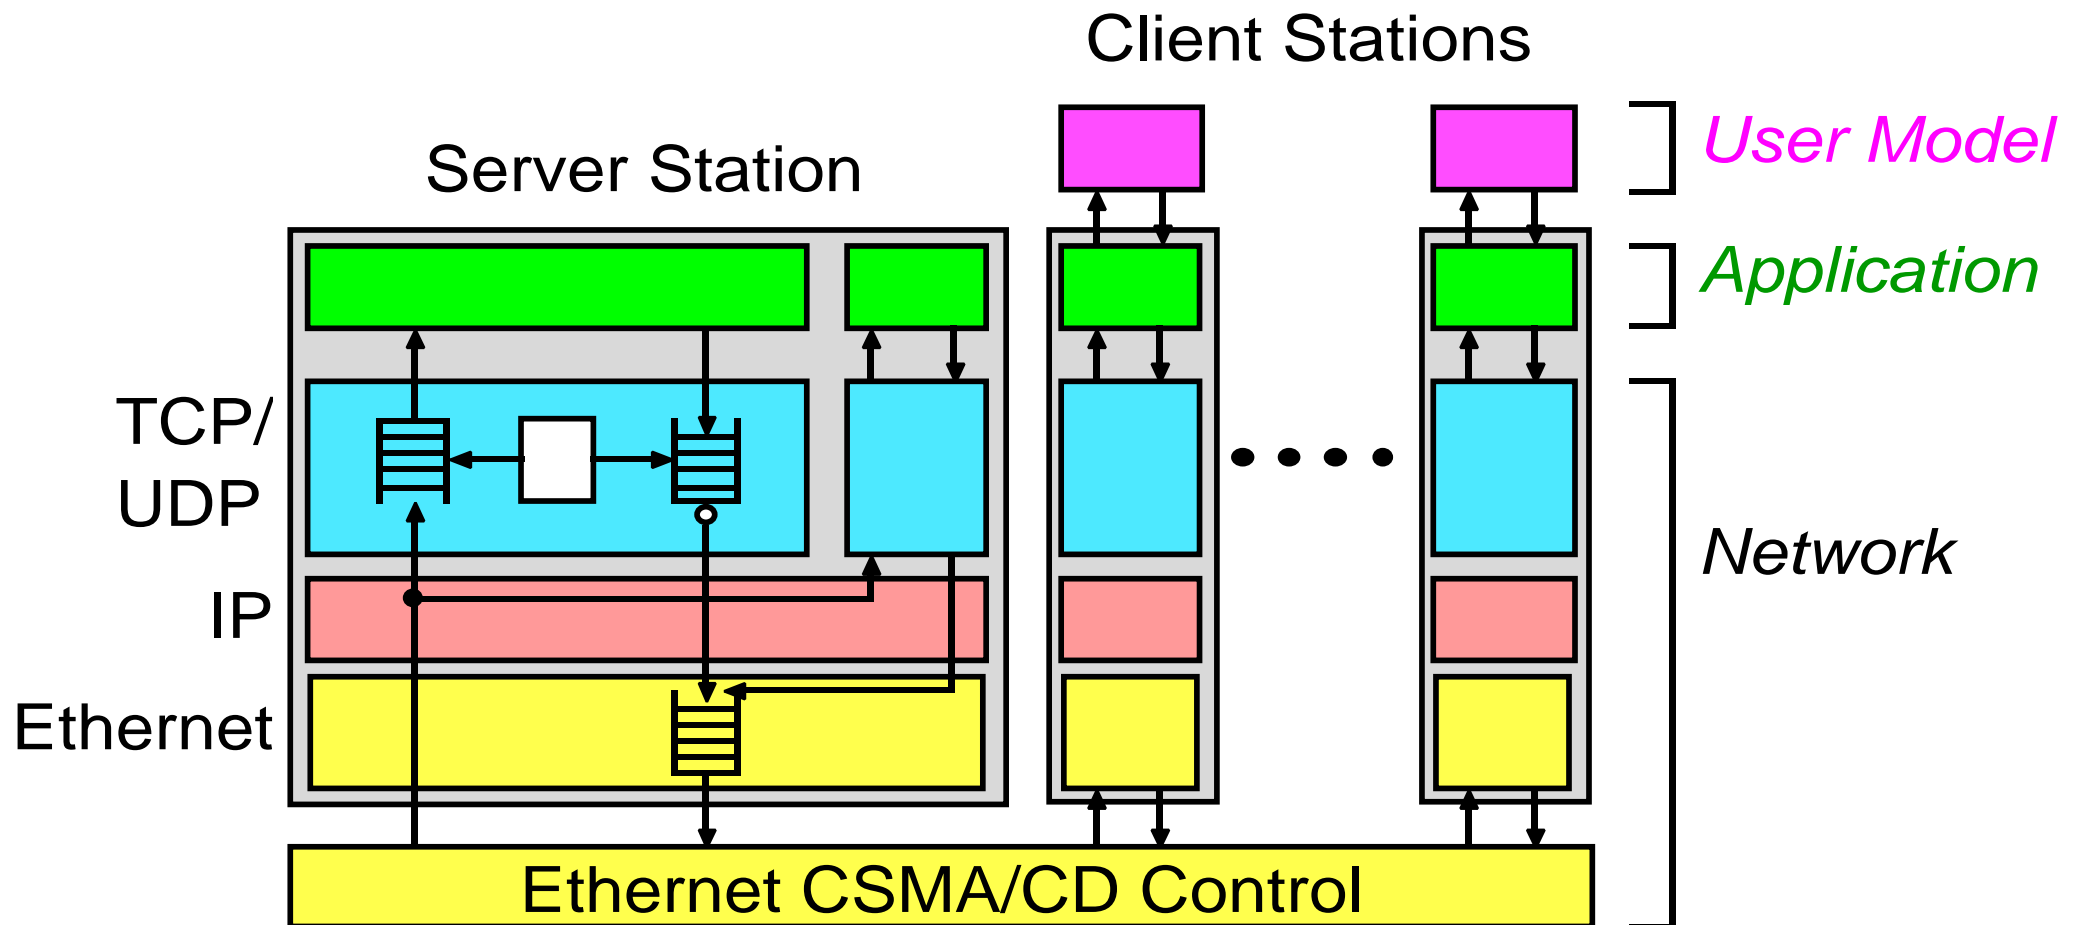 Client Stations
User Model
Server Station
Application
TCP/
UDP
Network
IP
Ethernet
Ethernet CSMA/CD Control